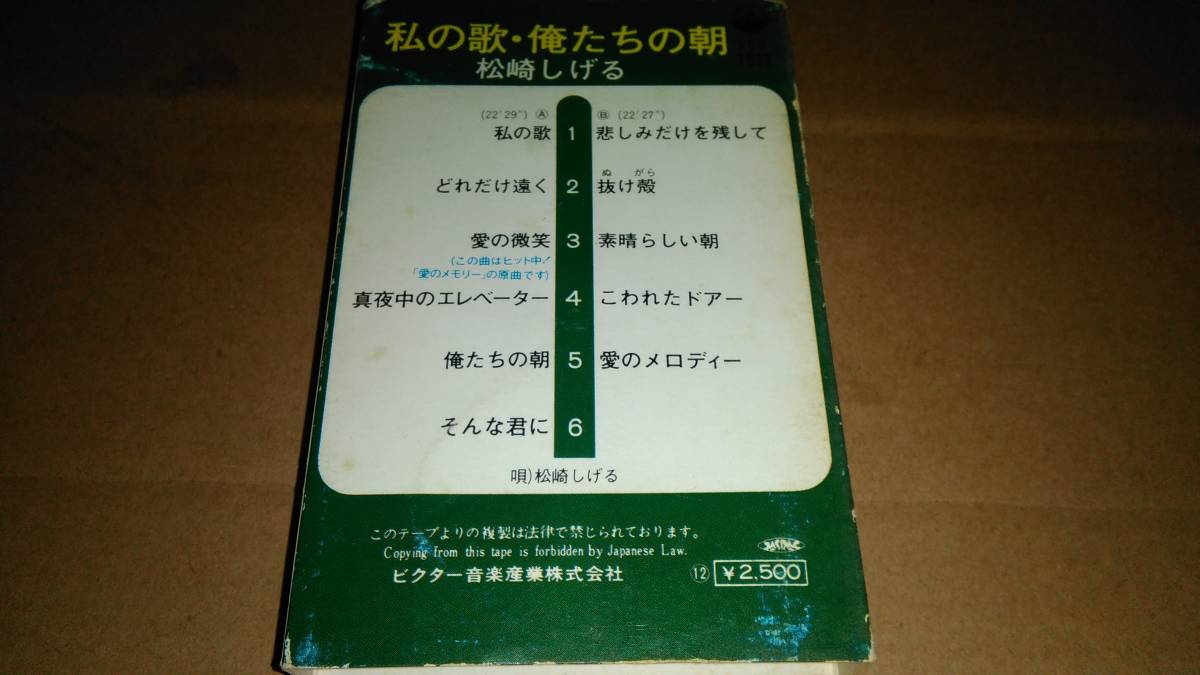 私の歌・俺たちの朝
松崎しげる
(22'29") Ⓐ Ⓑ (22'27")
私の歌 1 悲しみだけを残して
ぬ がら
どれだけ遠く 2 抜け殻
愛の微笑 3 素晴らしい朝
(この曲はヒット中!
「愛のメモリー」の原曲です)
真夜中のエレベーター 4 こわれたドアー
俺たちの朝 5 愛のメロディー
そんな君に 6
唄)松崎しげる
このテープよりの複製は法律で禁じられております。
Copying from this tape is forbidden by Japanese Law.
JASRAC
ビクター音楽産業株式会社 ⑫ ¥2,500